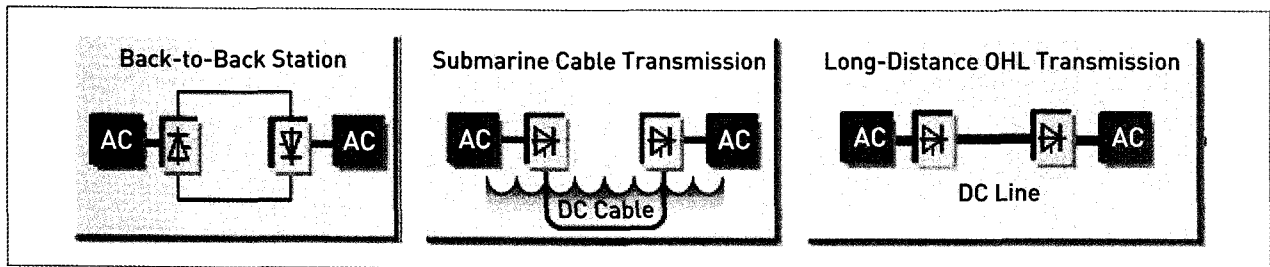 Back-to-Back Station
AC
AC
Submarine Cable Transmission
AC
AC
DC Cable
Long-Distance OHL Transmission
AC
AC
DC Line